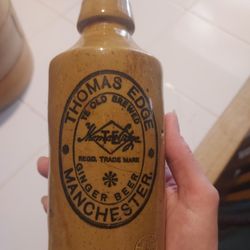 THOMAS EDGE
YE OLD BREWED
REGD. TRADE MARK
GINGER BEER
MANCHESTER.